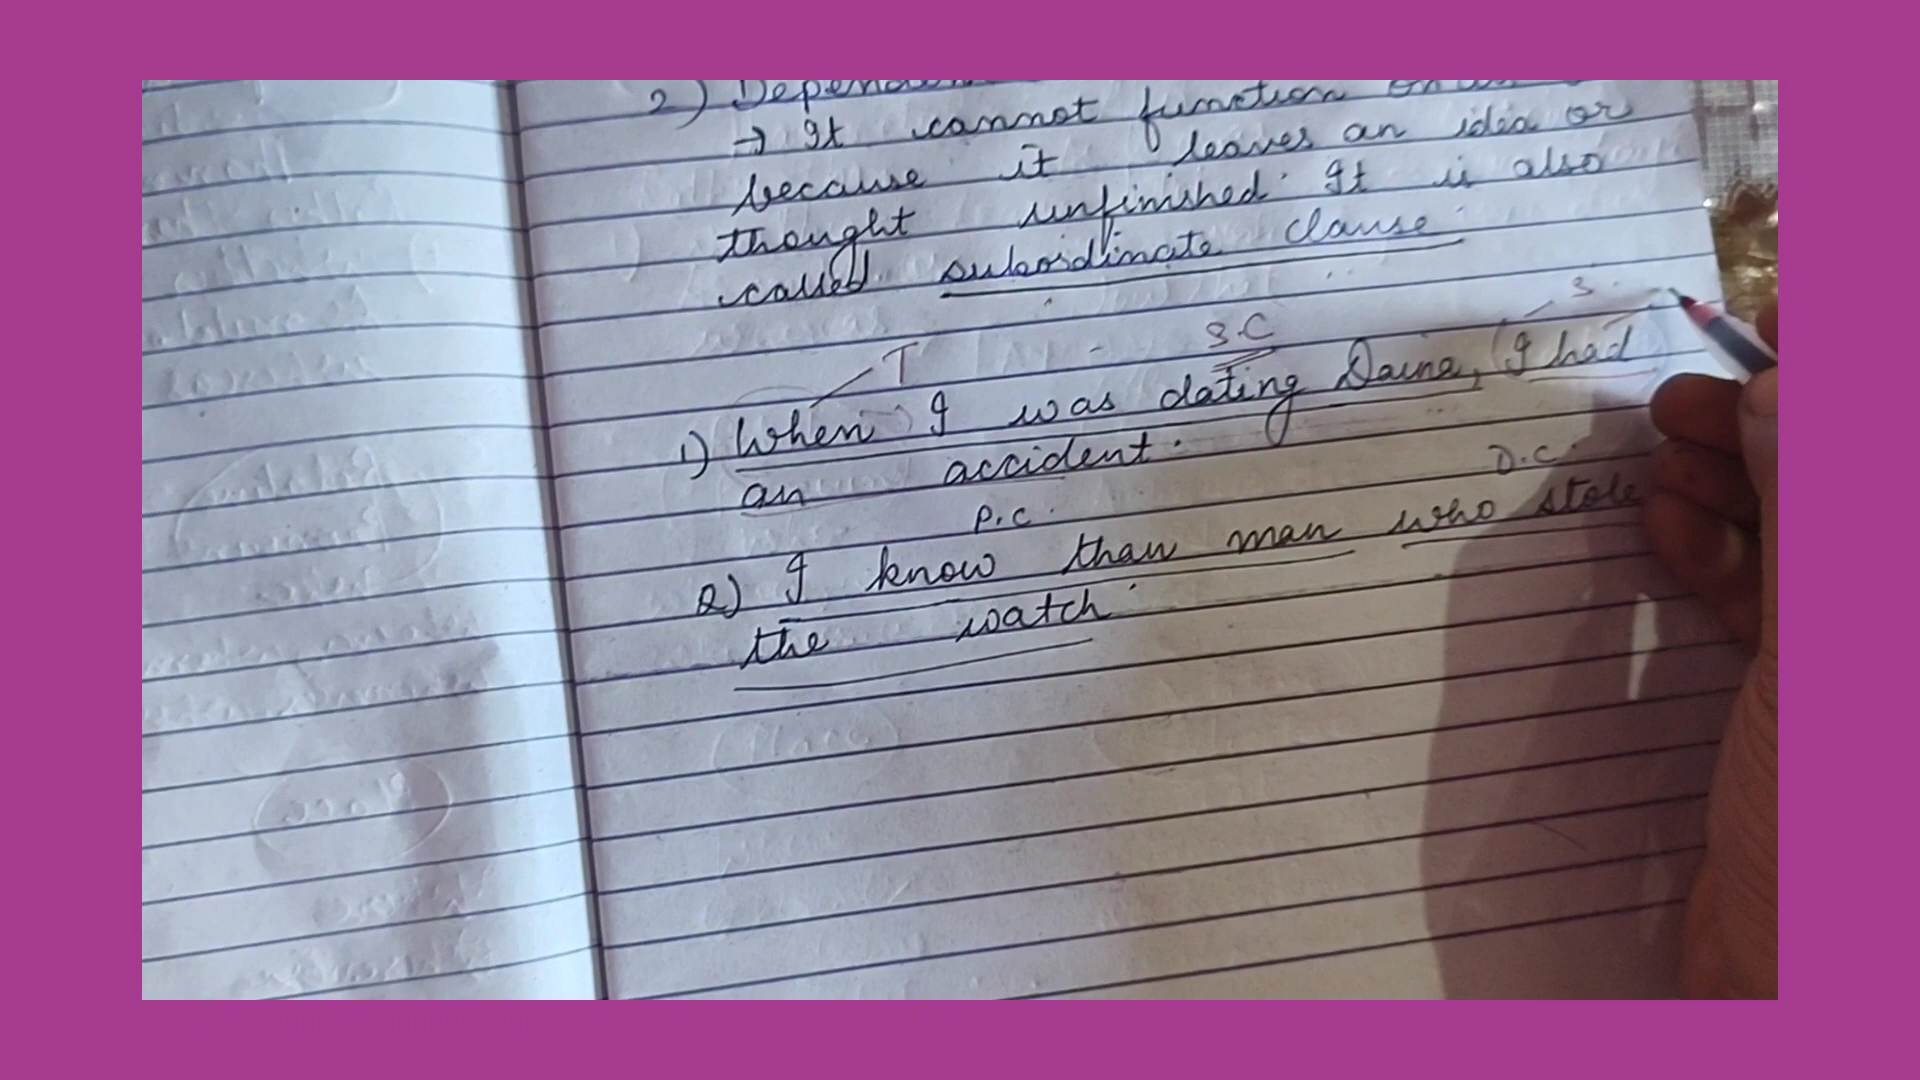 2)
→ It cannot function
because it leaves an idea or
thought unfinished. It is also
called subordinate clause.
T S.C S.
1) When I was dating Daina, I had
an accident.
P.C. D.C.
2) I know than man who stole
the watch.
Place